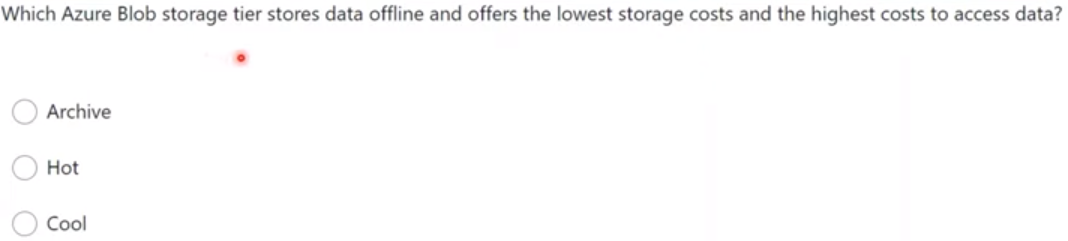 Which Azure Blob storage tier stores data offline and offers the lowest storage costs and the highest costs to access data?
Archive
Hot
Cool